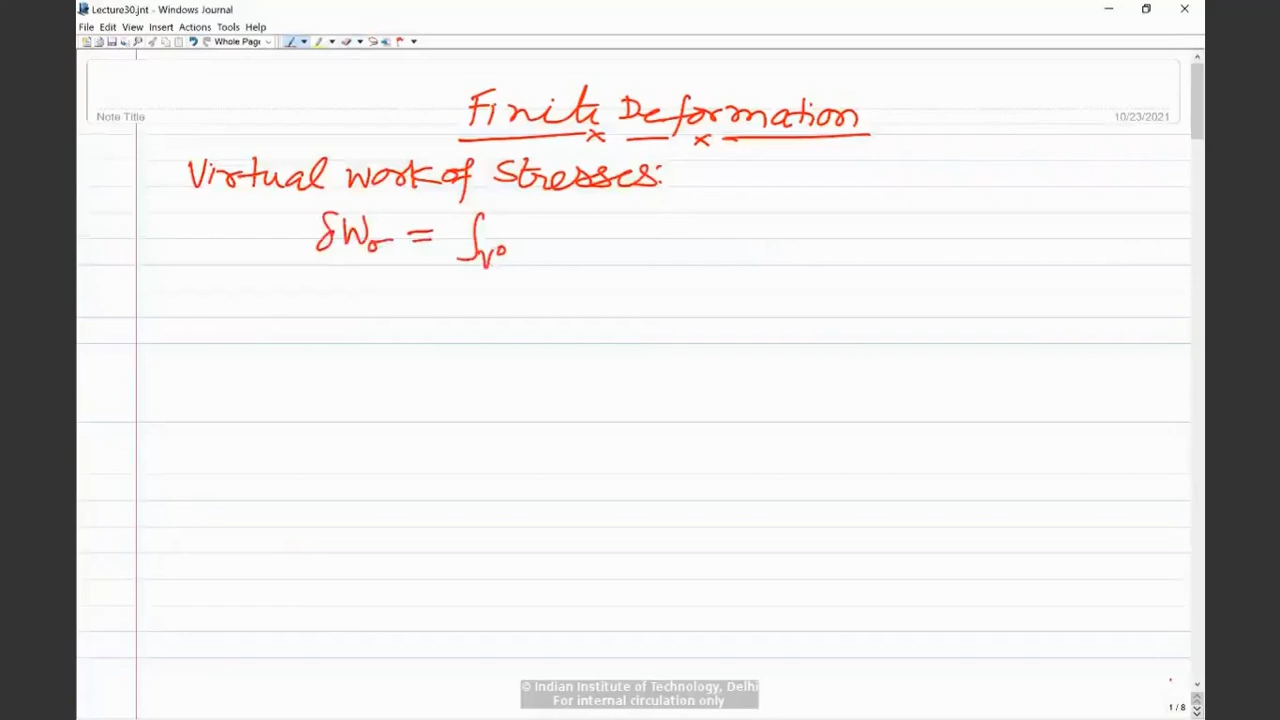 Lecture30.jnt - Windows Journal
File Edit View Insert Actions Tools Help
Whole Page
Finite Deformation
Note Title
10/23/2021
Virtual work of Stresses:
δW_σ = ∫_{V°}
© Indian Institute of Technology, Delhi
For internal circulation only
1 / 8